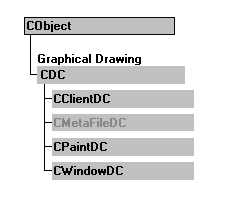 CObject
Graphical Drawing
CDC
CClientDC
CMetaFileDC
CPaintDC
CWindowDC